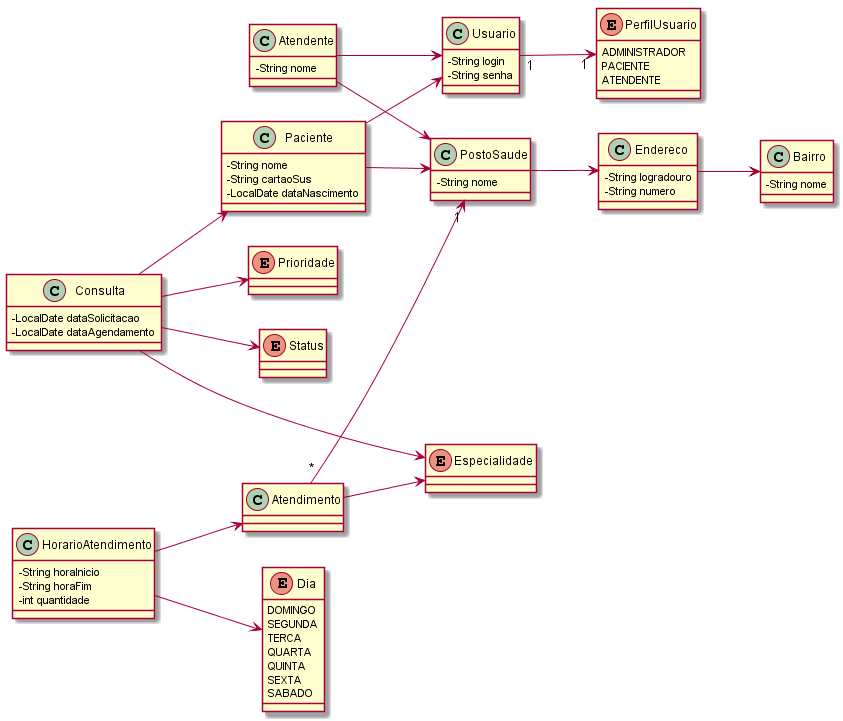 C Atendente
-String nome
C Usuario
-String login
-String senha
1
1
E PerfilUsuario
ADMINISTRADOR
PACIENTE
ATENDENTE
C Paciente
-String nome
-String cartaoSus
-LocalDate dataNascimento
C PostoSaude
-String nome
1
C Endereco
-String logradouro
-String numero
C Bairro
-String nome
E Prioridade
C Consulta
-LocalDate dataSolicitacao
-LocalDate dataAgendamento
E Status
E Especialidade
*
C Atendimento
C HorarioAtendimento
-String horaInicio
-String horaFim
-int quantidade
E Dia
DOMINGO
SEGUNDA
TERCA
QUARTA
QUINTA
SEXTA
SABADO